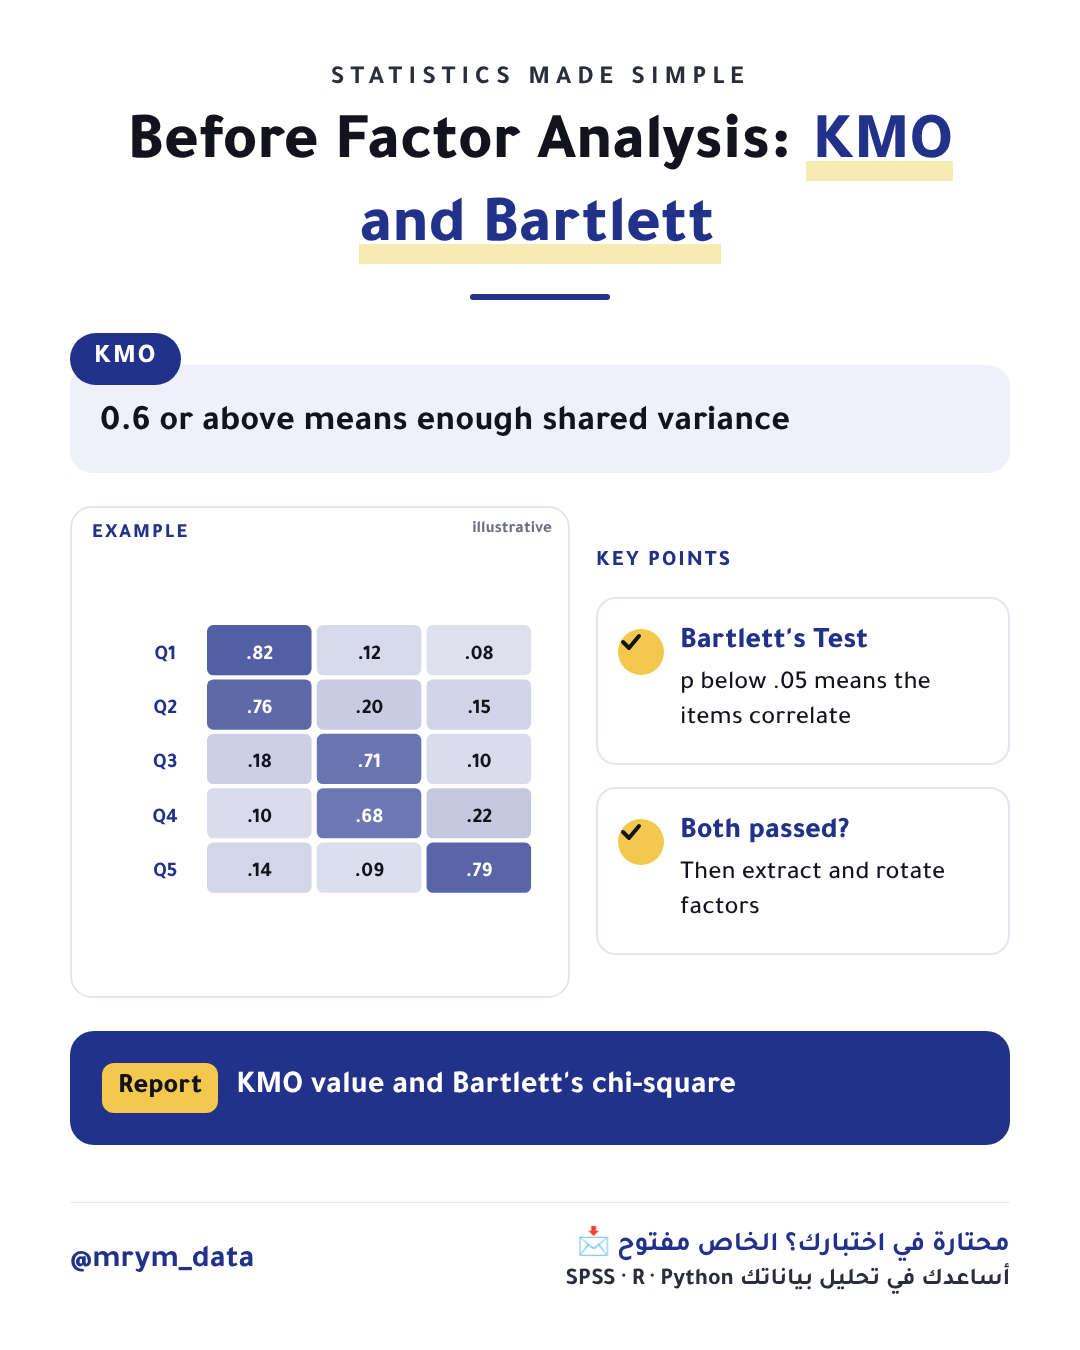 STATISTICS MADE SIMPLE
Before Factor Analysis: KMO
and Bartlett
KMO
0.6 or above means enough shared variance
EXAMPLE
illustrative
Q1 .82 .12 .08
Q2 .76 .20 .15
Q3 .18 .71 .10
Q4 .10 .68 .22
Q5 .14 .09 .79
KEY POINTS
Bartlett's Test
p below .05 means the
items correlate
Both passed?
Then extract and rotate
factors
Report KMO value and Bartlett's chi-square
@mrym_data
محتارة في اختبارك؟ الخاص مفتوح 📩
أساعدك في تحليل بياناتك SPSS · R · Python